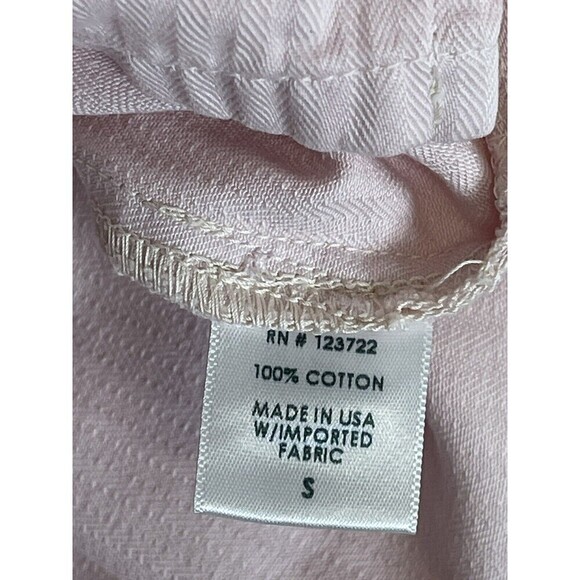 RN # 123722
100% COTTON
MADE IN USA
W/IMPORTED
FABRIC
S